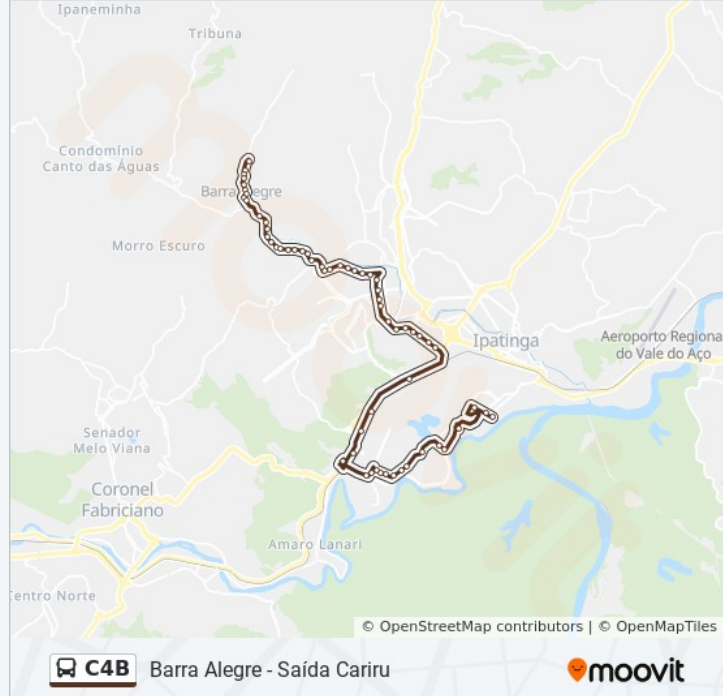 Ipaneminha
Tribuna
Condomínio
Canto das Águas
Barra Alegre
Morro Escuro
Ipatinga
Aeroporto Regiona
do Vale do Aço
Senador
Melo Viana
Coronel
Fabriciano
Amaro Lanari
Centro Norte
© OpenStreetMap contributors | © OpenMapTiles
C4B Barra Alegre - Saída Cariru
moovit